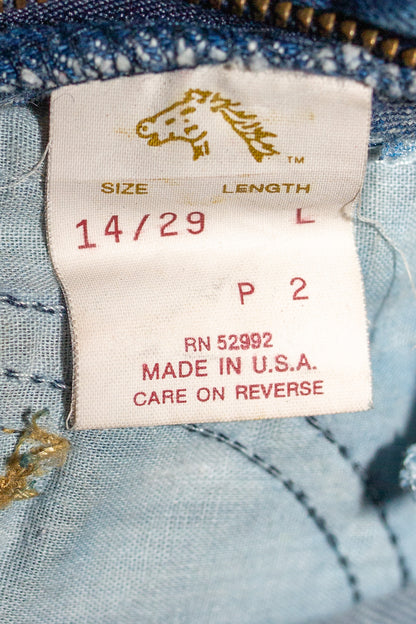 TM
SIZE LENGTH
14/29 L
P 2
RN 52992
MADE IN U.S.A.
CARE ON REVERSE